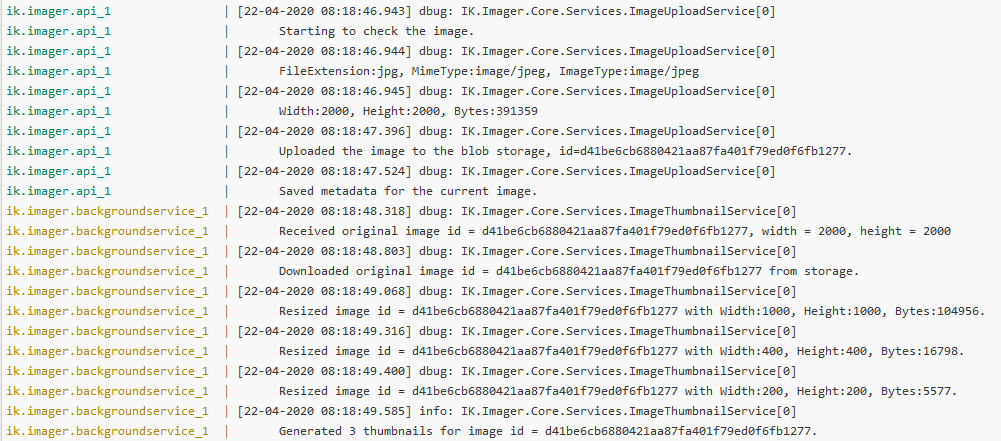 ik.imager.api_1 | [22-04-2020 08:18:46.943] dbug: IK.Imager.Core.Services.ImageUploadService[0]
ik.imager.api_1 | Starting to check the image.
ik.imager.api_1 | [22-04-2020 08:18:46.944] dbug: IK.Imager.Core.Services.ImageUploadService[0]
ik.imager.api_1 | FileExtension:jpg, MimeType:image/jpeg, ImageType:image/jpeg
ik.imager.api_1 | [22-04-2020 08:18:46.945] dbug: IK.Imager.Core.Services.ImageUploadService[0]
ik.imager.api_1 | Width:2000, Height:2000, Bytes:391359
ik.imager.api_1 | [22-04-2020 08:18:47.396] dbug: IK.Imager.Core.Services.ImageUploadService[0]
ik.imager.api_1 | Uploaded the image to the blob storage, id=d41be6cb6880421aa87fa401f79ed0f6fb1277.
ik.imager.api_1 | [22-04-2020 08:18:47.524] dbug: IK.Imager.Core.Services.ImageUploadService[0]
ik.imager.api_1 | Saved metadata for the current image.
ik.imager.backgroundservice_1 | [22-04-2020 08:18:48.318] dbug: IK.Imager.Core.Services.ImageThumbnailService[0]
ik.imager.backgroundservice_1 | Received original image id = d41be6cb6880421aa87fa401f79ed0f6fb1277, width = 2000, height = 2000
ik.imager.backgroundservice_1 | [22-04-2020 08:18:48.803] dbug: IK.Imager.Core.Services.ImageThumbnailService[0]
ik.imager.backgroundservice_1 | Downloaded original image id = d41be6cb6880421aa87fa401f79ed0f6fb1277 from storage.
ik.imager.backgroundservice_1 | [22-04-2020 08:18:49.068] dbug: IK.Imager.Core.Services.ImageThumbnailService[0]
ik.imager.backgroundservice_1 | Resized image id = d41be6cb6880421aa87fa401f79ed0f6fb1277 with Width:1000, Height:1000, Bytes:104956.
ik.imager.backgroundservice_1 | [22-04-2020 08:18:49.316] dbug: IK.Imager.Core.Services.ImageThumbnailService[0]
ik.imager.backgroundservice_1 | Resized image id = d41be6cb6880421aa87fa401f79ed0f6fb1277 with Width:400, Height:400, Bytes:16798.
ik.imager.backgroundservice_1 | [22-04-2020 08:18:49.400] dbug: IK.Imager.Core.Services.ImageThumbnailService[0]
ik.imager.backgroundservice_1 | Resized image id = d41be6cb6880421aa87fa401f79ed0f6fb1277 with Width:200, Height:200, Bytes:5577.
ik.imager.backgroundservice_1 | [22-04-2020 08:18:49.585] info: IK.Imager.Core.Services.ImageThumbnailService[0]
ik.imager.backgroundservice_1 | Generated 3 thumbnails for image id = d41be6cb6880421aa87fa401f79ed0f6fb1277.